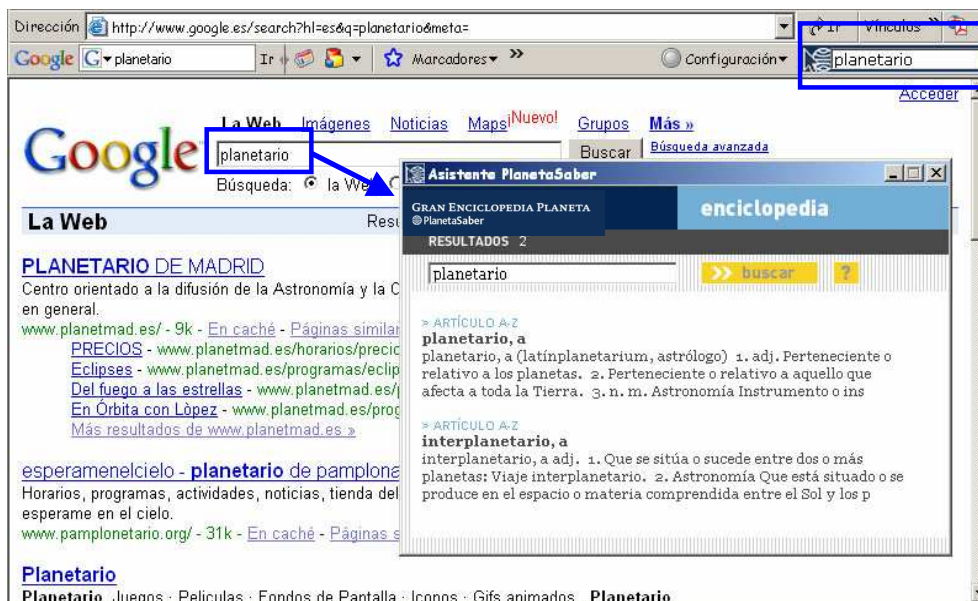 Dirección http://www.google.es/search?hl=es&q=planetario&meta= Ir Vínculos »
Google G planetario Ir Marcadores » Configuración planetario
Acceder
Google
La Web Imágenes Noticias Maps ¡Nuevo! Grupos Más »
planetario Buscar Búsqueda avanzada
Búsqueda: la We
La Web Resu
PLANETARIO DE MADRID
Centro orientado a la difusión de la Astronomía y la C
en general.
www.planetmad.es/ - 9k - En caché - Páginas similar
PRECIOS - www.planetmad.es/horarios/precio
Eclipses - www.planetmad.es/programas/eclip
Del fuego a las estrellas - www.planetmad.es/p
En Órbita con Lòpez - www.planetmad.es/prog
Más resultados de www.planetmad.es »
esperamenelcielo - planetario de pamplona
Horarios, programas, actividades, noticias, tienda del
esperame en el cielo.
www.pamplonetario.org/ - 31k - En caché - Páginas s
Planetario
Planetario. Juegos · Peliculas · Fondos de Pantalla · Iconos · Gifs animados. Planetario
Asistente PlanetaSaber
GRAN ENCICLOPEDIA PLANETA
@PlanetaSaber
enciclopedia
RESULTADOS 2
planetario >> buscar ?
> ARTÍCULO A-Z
planetario, a
planetario, a (latínplanetarium, astrólogo) 1. adj. Perteneciente o
relativo a los planetas. 2. Perteneciente o relativo a aquello que
afecta a toda la Tierra. 3. n. m. Astronomía Instrumento o ins
> ARTÍCULO A-Z
interplanetario, a
interplanetario, a adj. 1. Que se sitúa o sucede entre dos o más
planetas: Viaje interplanetario. 2. Astronomía Que está situado o se
produce en el espacio o materia comprendida entre el Sol y los p